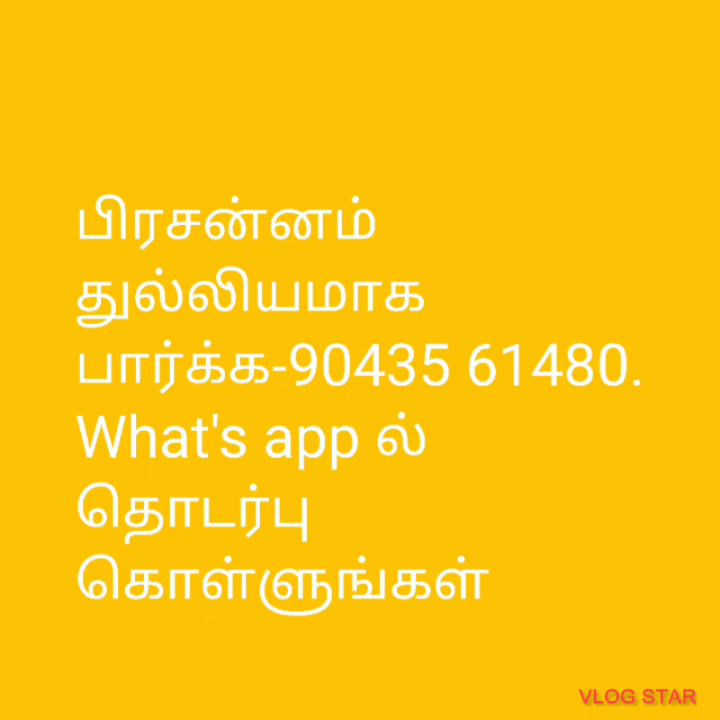 பிரசன்னம்
துல்லியமாக
பார்க்க-90435 61480.
What's app ல்
தொடர்பு
கொள்ளுங்கள்
VLOG STAR